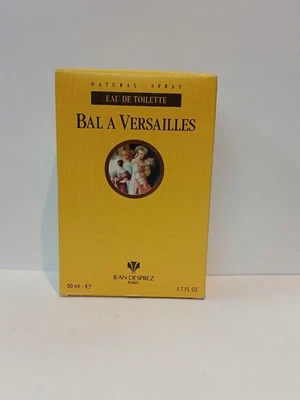 NATURAL SPRAY
EAU DE TOILETTE
BAL A VERSAILLES
JEAN DESPREZ
PARIS
50 ml - ℮ 1.7 FL OZ